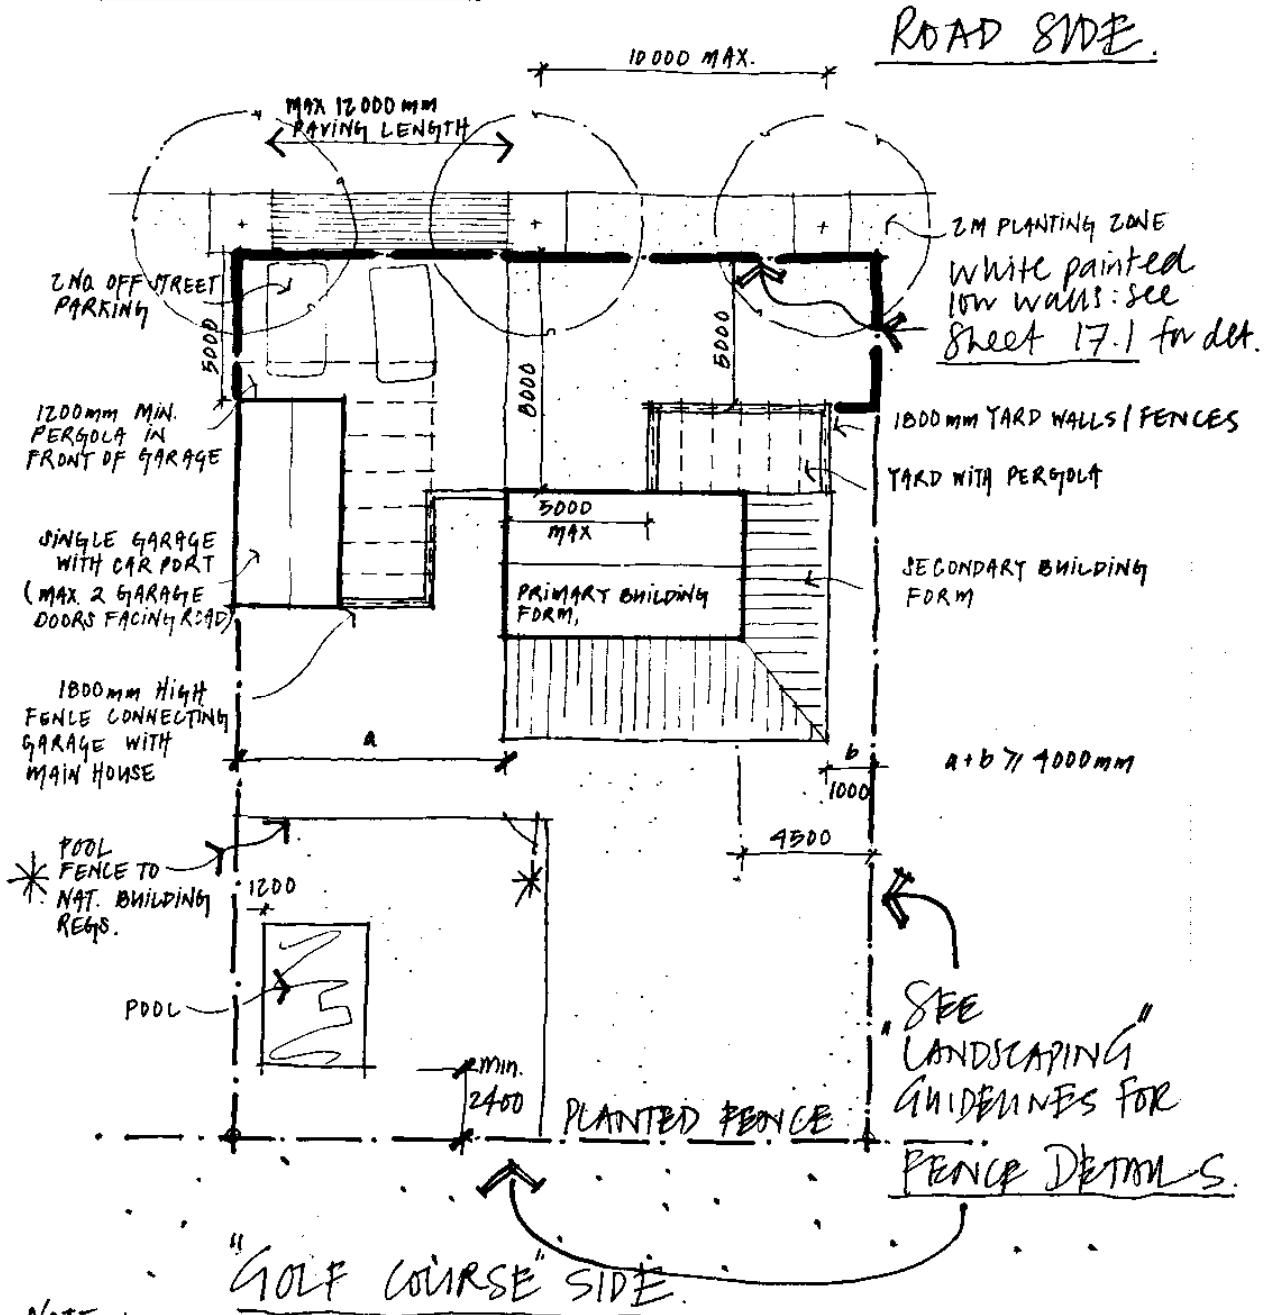 ROAD SIDE.
10 000 MAX.
MAX 12 000 mm
PAVING LENGTH
2M PLANTING ZONE
White painted
low walls: see
Sheet 17.1 for det.
2 NO. OFF STREET
PARKING
5000
8000
5000
1200mm MIN.
PERGOLA IN
FRONT OF GARAGE
1800mm YARD WALLS / FENCES
YARD WITH PERGOLA
5000
MAX
SINGLE GARAGE
WITH CAR PORT
(MAX 2 GARAGE
DOORS FACING ROAD)
PRIMARY BUILDING
FORM,
SECONDARY BUILDING
FORM
1800mm HIGH
FENCE CONNECTING
GARAGE WITH
MAIN HOUSE
a
b
1000
a+b ⩾ 4000mm
4500
POOL
FENCE TO
NAT. BUILDING
REGS.
1200
POOL
min.
2400
PLANTED FENCE
"SEE
LANDSCAPING"
GUIDELINES FOR
FENCE DETAILS.
"GOLF COURSE" SIDE.
NOTE